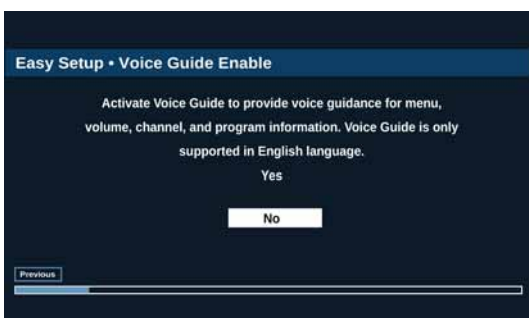 Easy Setup • Voice Guide Enable
Activate Voice Guide to provide voice guidance for menu,
volume, channel, and program information. Voice Guide is only
supported in English language.
Yes
No
Previous